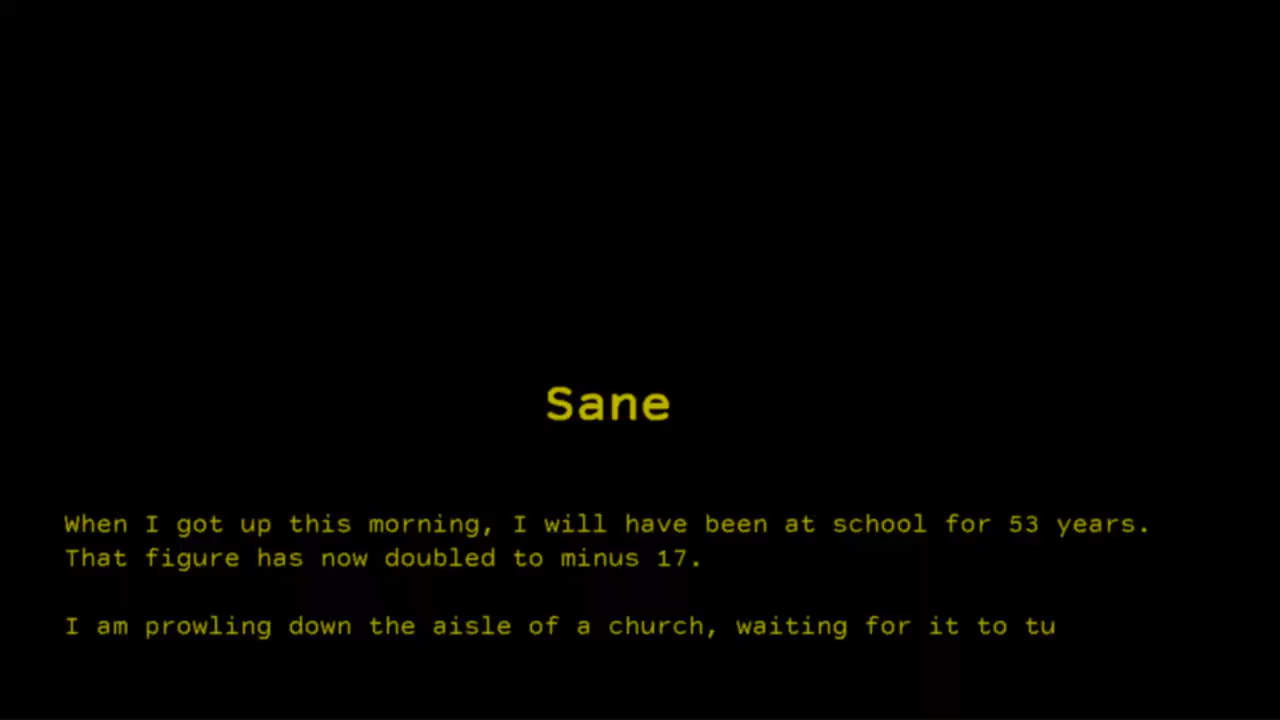 Sane
When I got up this morning, I will have been at school for 53 years.
That figure has now doubled to minus 17.
I am prowling down the aisle of a church, waiting for it to tu